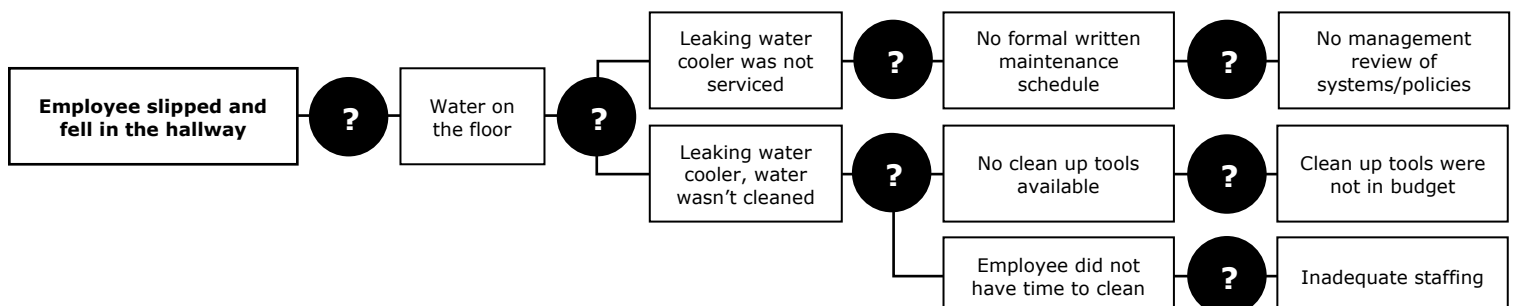 Employee slipped and
fell in the hallway
?
Water on
the floor
?
Leaking water
cooler was not
serviced
?
No formal written
maintenance
schedule
?
No management
review of
systems/policies
Leaking water
cooler, water
wasn’t cleaned
?
No clean up tools
available
?
Clean up tools were
not in budget
Employee did not
have time to clean
?
Inadequate staffing